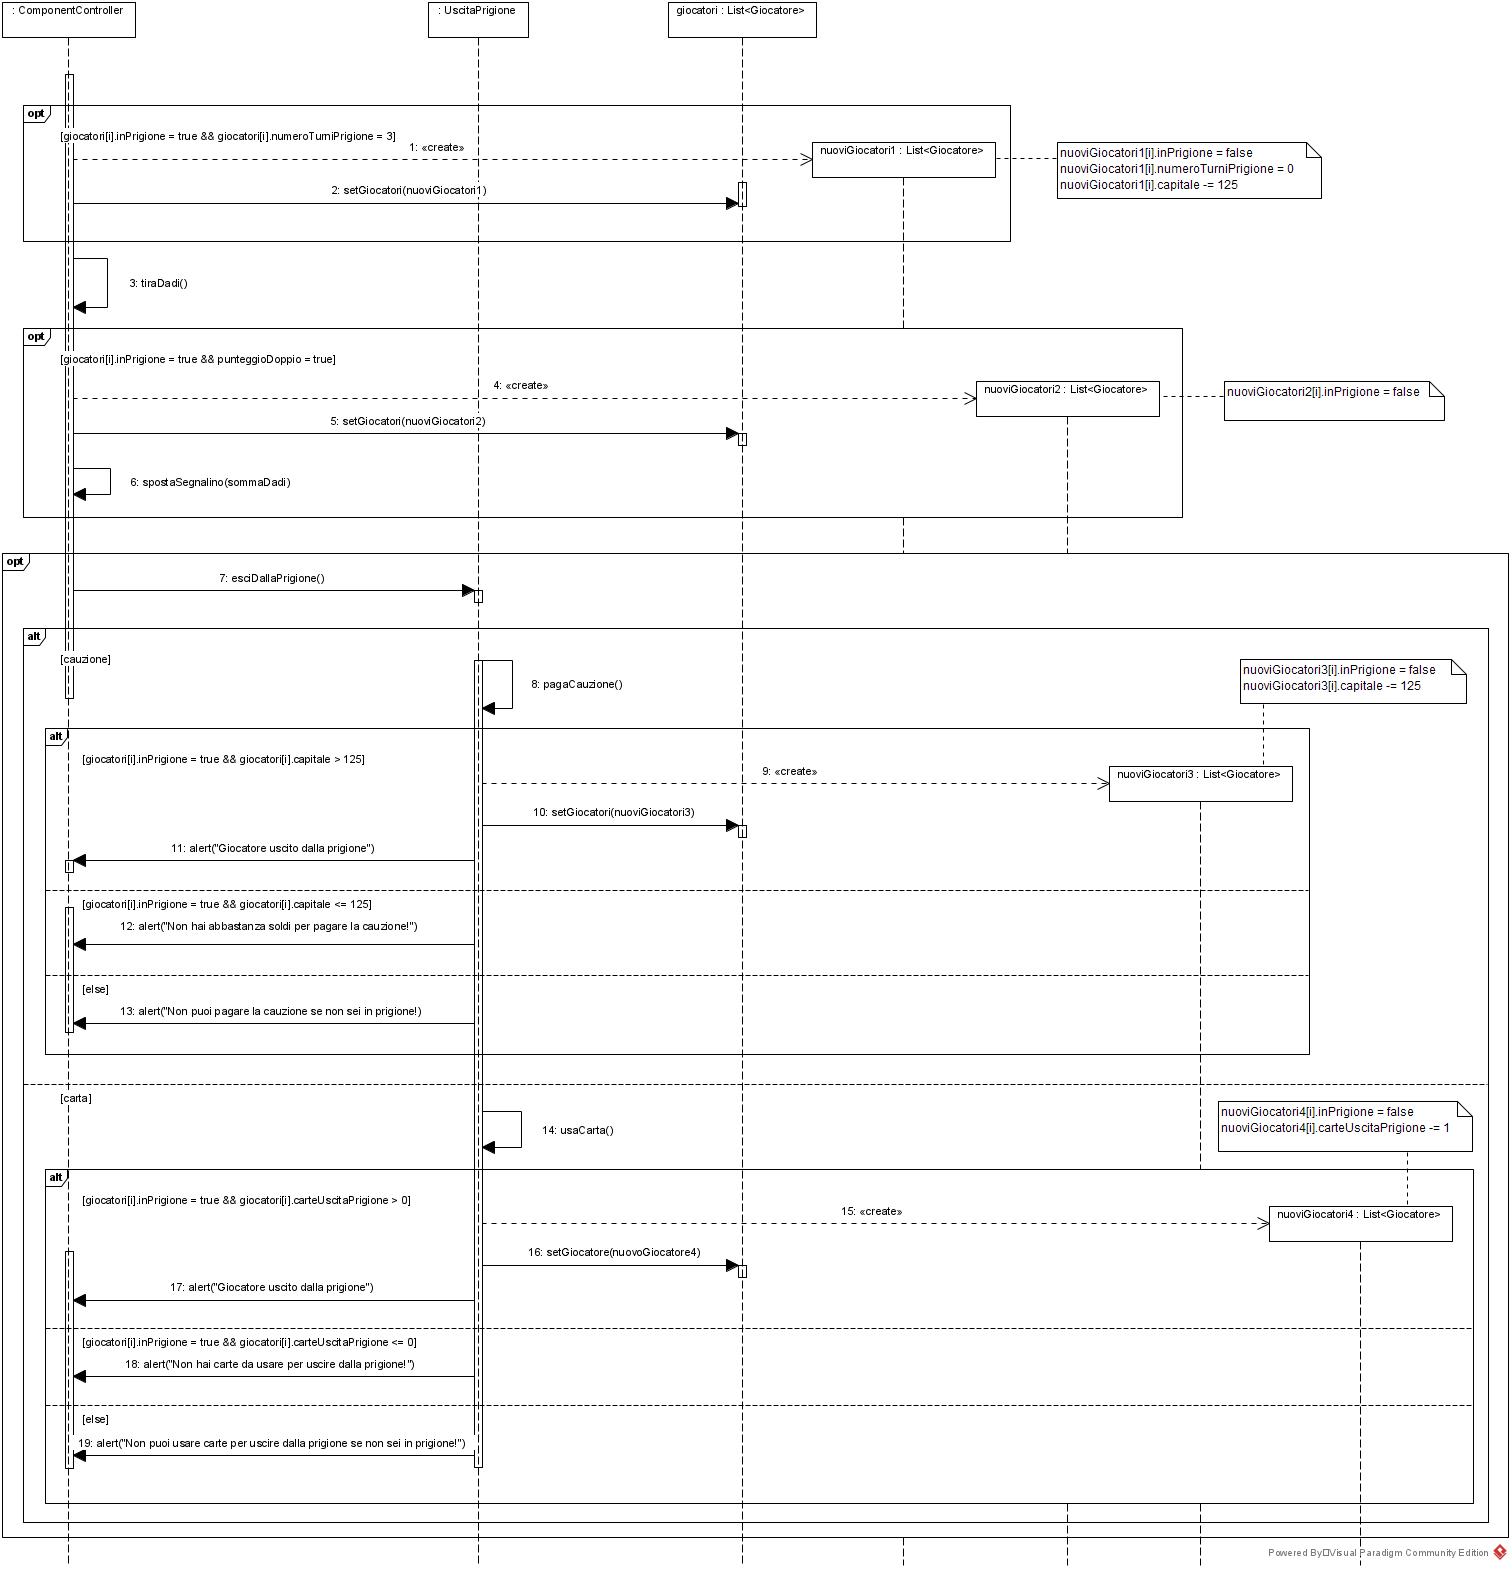 : ComponentController
: UscitaPrigione
giocatori : List<Giocatore>
opt
[giocatori[i].inPrigione = true && giocatori[i].numeroTurniPrigione = 3]
1: «create»
nuoviGiocatori1 : List<Giocatore>
nuoviGiocatori1[i].inPrigione = false
nuoviGiocatori1[i].numeroTurniPrigione = 0
nuoviGiocatori1[i].capitale -= 125
2: setGiocatori(nuoviGiocatori1)
3: tiraDadi()
opt
[giocatori[i].inPrigione = true && punteggioDoppio = true]
4: «create»
nuoviGiocatori2 : List<Giocatore>
nuoviGiocatori2[i].inPrigione = false
5: setGiocatori(nuoviGiocatori2)
6: spostaSegnalino(sommaDadi)
opt
7: esciDallaPrigione()
alt
[cauzione]
8: pagaCauzione()
nuoviGiocatori3[i].inPrigione = false
nuoviGiocatori3[i].capitale -= 125
alt
[giocatori[i].inPrigione = true && giocatori[i].capitale > 125]
9: «create»
nuoviGiocatori3 : List<Giocatore>
10: setGiocatori(nuoviGiocatori3)
11: alert("Giocatore uscito dalla prigione")
[giocatori[i].inPrigione = true && giocatori[i].capitale <= 125]
12: alert("Non hai abbastanza soldi per pagare la cauzione!")
[else]
13: alert("Non puoi pagare la cauzione se non sei in prigione!)
[carta]
14: usaCarta()
nuoviGiocatori4[i].inPrigione = false
nuoviGiocatori4[i].carteUscitaPrigione -= 1
alt
[giocatori[i].inPrigione = true && giocatori[i].carteUscitaPrigione > 0]
15: «create»
nuoviGiocatori4 : List<Giocatore>
16: setGiocatore(nuovoGiocatore4)
17: alert("Giocatore uscito dalla prigione")
[giocatori[i].inPrigione = true && giocatori[i].carteUscitaPrigione <= 0]
18: alert("Non hai carte da usare per uscire dalla prigione!")
[else]
19: alert("Non puoi usare carte per uscire dalla prigione se non sei in prigione!")
Powered By Visual Paradigm Community Edition